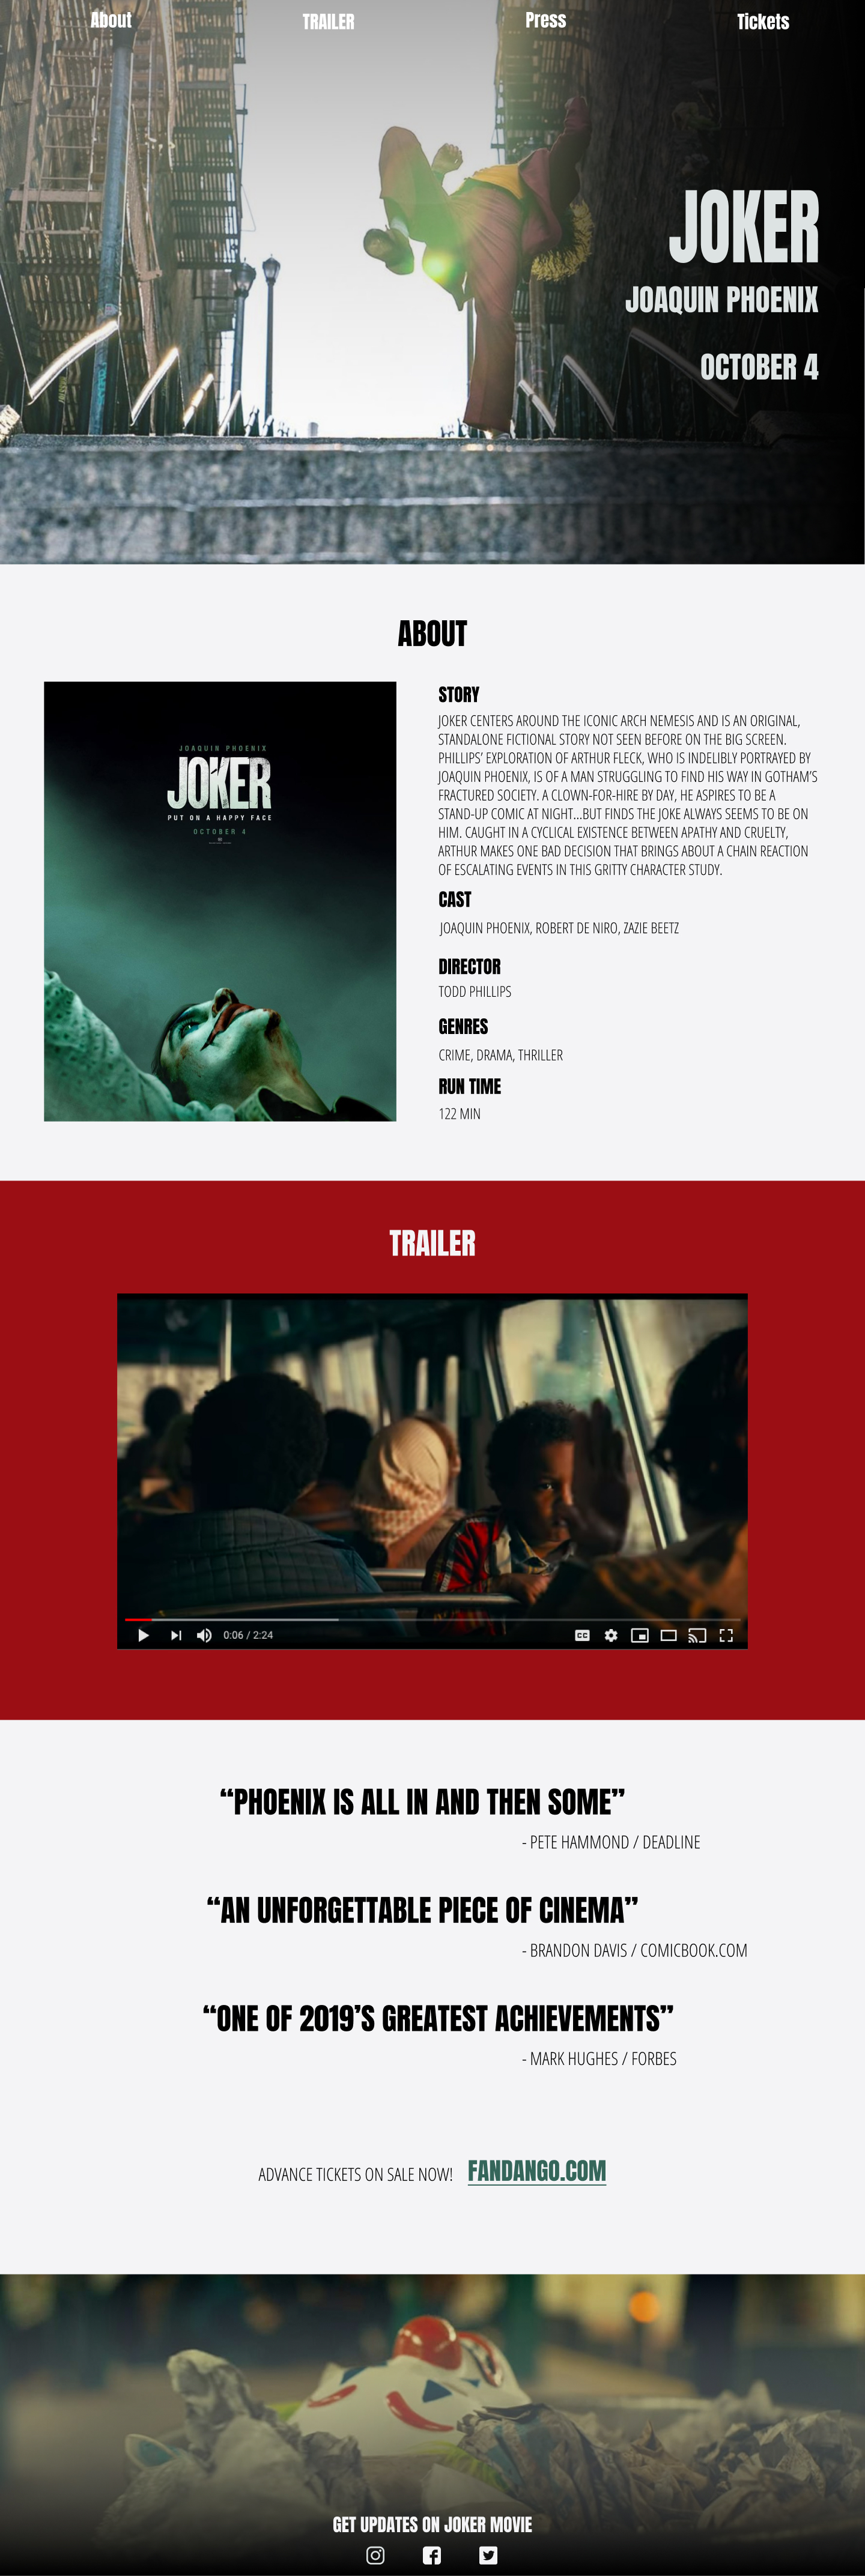 About
TRAILER
Press
Tickets
JOKER
JOAQUIN PHOENIX
OCTOBER 4
ABOUT
JOAQUIN PHOENIX
JOKER
PUT ON A HAPPY FACE
OCTOBER 4
STORY
JOKER CENTERS AROUND THE ICONIC ARCH NEMESIS AND IS AN ORIGINAL,
STANDALONE FICTIONAL STORY NOT SEEN BEFORE ON THE BIG SCREEN.
PHILLIPS’ EXPLORATION OF ARTHUR FLECK, WHO IS INDELIBLY PORTRAYED BY
JOAQUIN PHOENIX, IS OF A MAN STRUGGLING TO FIND HIS WAY IN GOTHAM’S
FRACTURED SOCIETY. A CLOWN-FOR-HIRE BY DAY, HE ASPIRES TO BE A
STAND-UP COMIC AT NIGHT...BUT FINDS THE JOKE ALWAYS SEEMS TO BE ON
HIM. CAUGHT IN A CYCLICAL EXISTENCE BETWEEN APATHY AND CRUELTY,
ARTHUR MAKES ONE BAD DECISION THAT BRINGS ABOUT A CHAIN REACTION
OF ESCALATING EVENTS IN THIS GRITTY CHARACTER STUDY.
CAST
JOAQUIN PHOENIX, ROBERT DE NIRO, ZAZIE BEETZ
DIRECTOR
TODD PHILLIPS
GENRES
CRIME, DRAMA, THRILLER
RUN TIME
122 MIN
TRAILER
0:06 / 2:24
CC
“PHOENIX IS ALL IN AND THEN SOME”
- PETE HAMMOND / DEADLINE
“AN UNFORGETTABLE PIECE OF CINEMA”
- BRANDON DAVIS / COMICBOOK.COM
“ONE OF 2019’S GREATEST ACHIEVEMENTS”
- MARK HUGHES / FORBES
ADVANCE TICKETS ON SALE NOW! FANDANGO.COM
GET UPDATES ON JOKER MOVIE